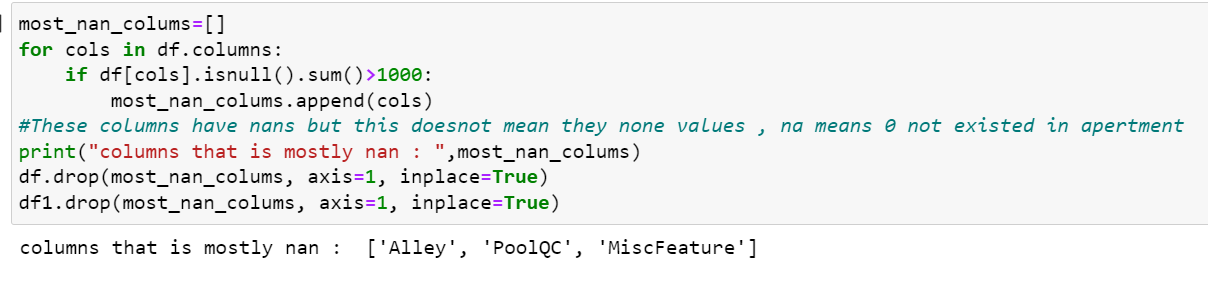 most_nan_colums=[]
for cols in df.columns:
    if df[cols].isnull().sum()>1000:
        most_nan_colums.append(cols)
#These columns have nans but this doesnot mean they none values , na means 0 not existed in apertment
print("columns that is mostly nan : ",most_nan_colums)
df.drop(most_nan_colums, axis=1, inplace=True)
df1.drop(most_nan_colums, axis=1, inplace=True)
columns that is mostly nan :  ['Alley', 'PoolQC', 'MiscFeature']